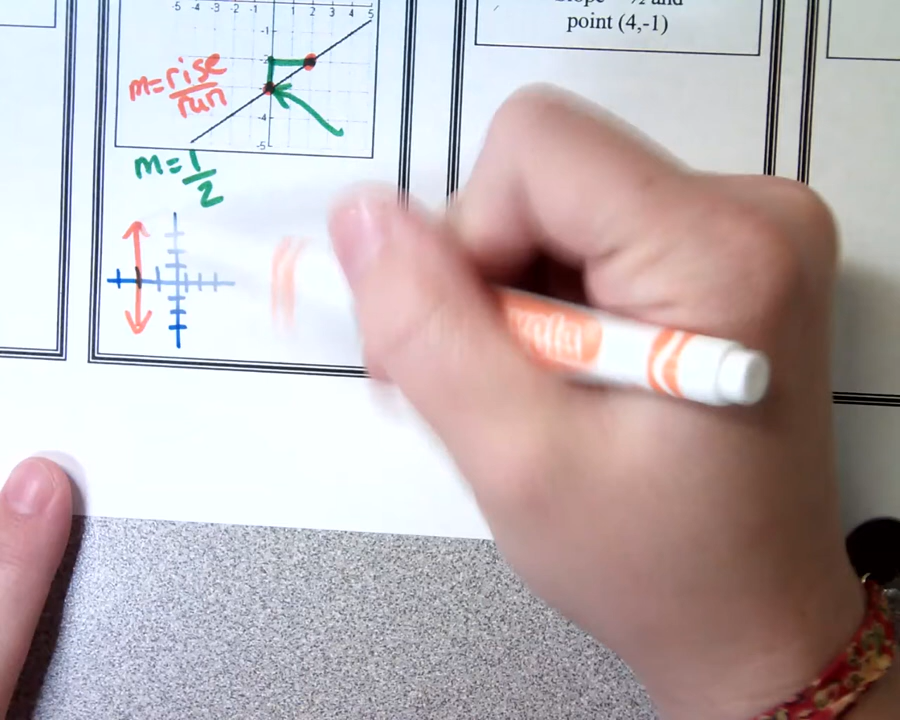 -5 -4 -3 -2 -1 1 2 3 4 5
-1
-4
-5
m=rise
run
m=1
2
point (4,-1)